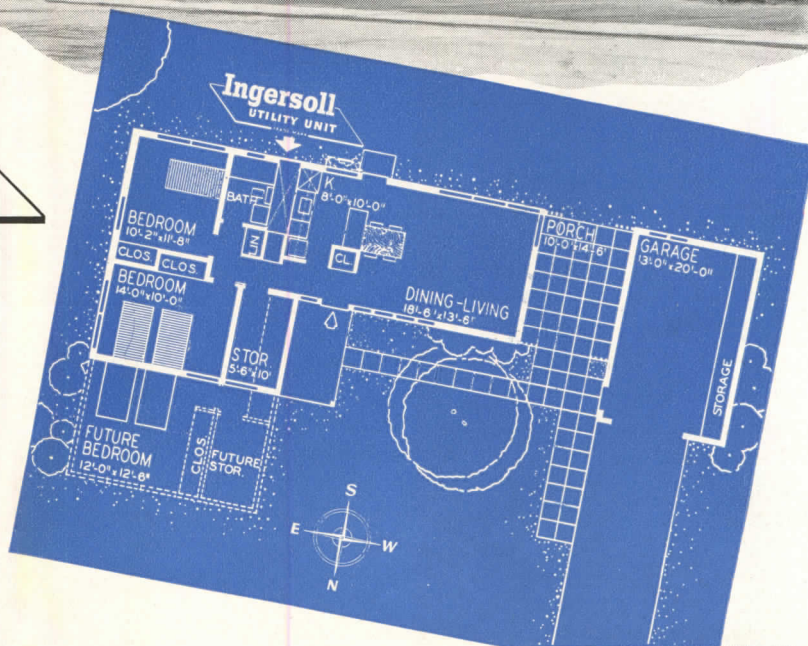 Ingersoll
UTILITY UNIT
BATH
K
8'-0"x10'-0"
BEDROOM
10'-2"x11'-8"
CLOS.
CLOS.
LIN
CL
BEDROOM
14'-0"x10'-0"
STOR
5'-6"x10'
DINING-LIVING
18'-6"x13'-6"
PORCH
10'-0"x14'-6"
GARAGE
13'-0"x20'-0"
STORAGE
FUTURE
BEDROOM
12'-0"x12'-6"
CLOS.
FUTURE
STOR.
S
E
W
N